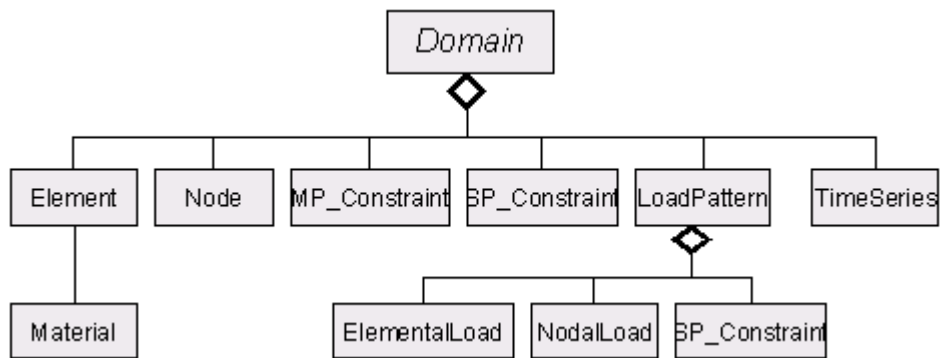 Domain
Element
Node
MP_Constraint
SP_Constraint
LoadPattern
TimeSeries
Material
ElementalLoad
NodalLoad
SP_Constraint